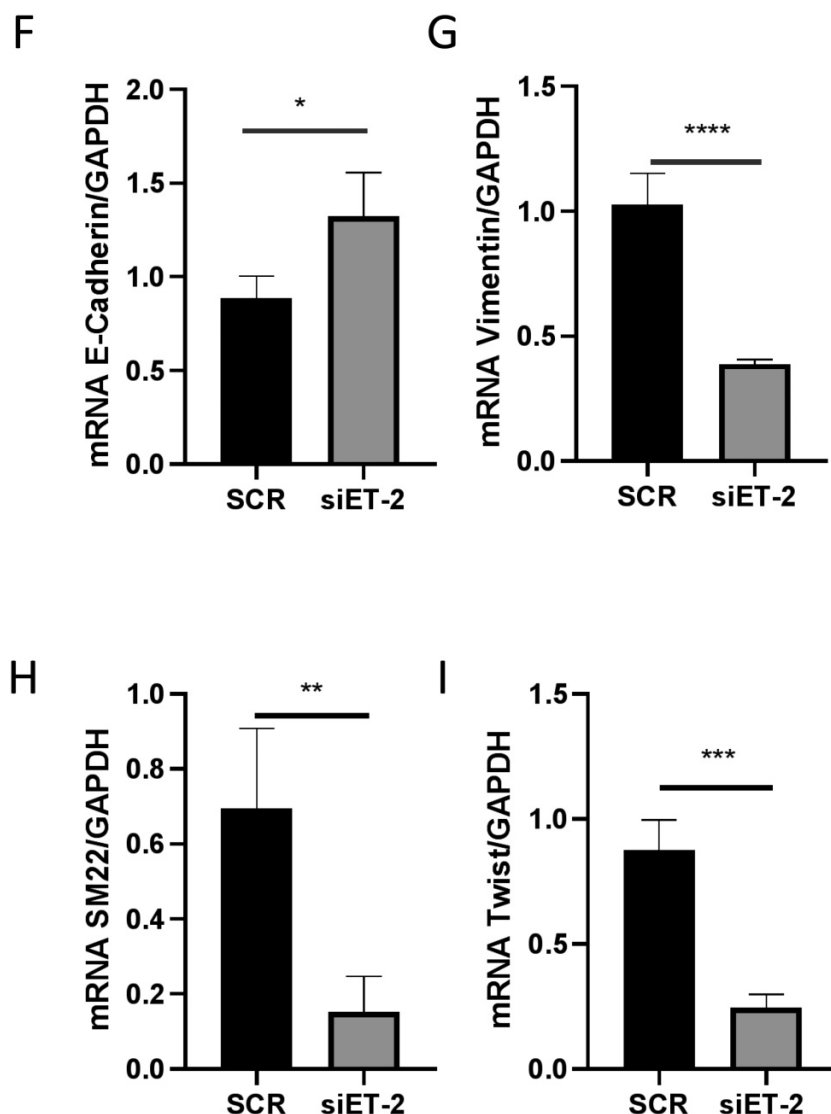 F
mRNA E-Cadherin/GAPDH
2.0
1.5
1.0
0.5
0.0
*
SCR
siET-2
G
mRNA Vimentin/GAPDH
1.5
1.0
0.5
0.0
****
SCR
siET-2
H
mRNA SM22/GAPDH
1.0
0.8
0.6
0.4
0.2
0.0
**
SCR
siET-2
I
mRNA Twist/GAPDH
1.5
1.0
0.5
0.0
***
SCR
siET-2